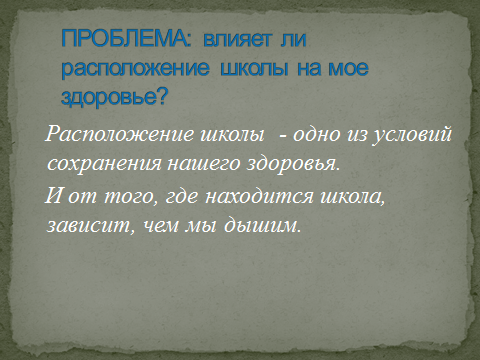 ПРОБЛЕМА: влияет ли
расположение школы на мое
здоровье?
Расположение школы - одно из условий
сохранения нашего здоровья.
И от того, где находится школа,
зависит, чем мы дышим.